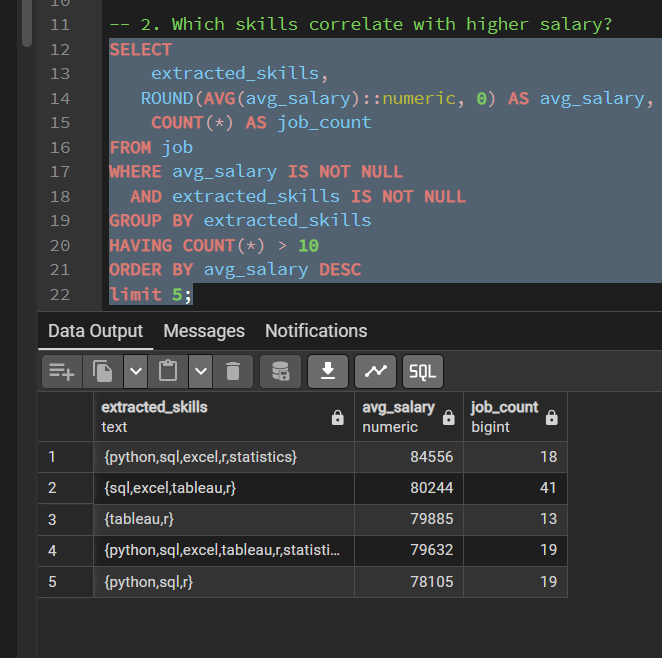 10
11 -- 2. Which skills correlate with higher salary?
12 SELECT
13 extracted_skills,
14 ROUND(AVG(avg_salary)::numeric, 0) AS avg_salary,
15 COUNT(*) AS job_count
16 FROM job
17 WHERE avg_salary IS NOT NULL
18 AND extracted_skills IS NOT NULL
19 GROUP BY extracted_skills
20 HAVING COUNT(*) > 10
21 ORDER BY avg_salary DESC
22 limit 5;
Data Output Messages Notifications
SQL
extracted_skills avg_salary job_count
text numeric bigint
1 {python,sql,excel,r,statistics} 84556 18
2 {sql,excel,tableau,r} 80244 41
3 {tableau,r} 79885 13
4 {python,sql,excel,tableau,r,statisti... 79632 19
5 {python,sql,r} 78105 19